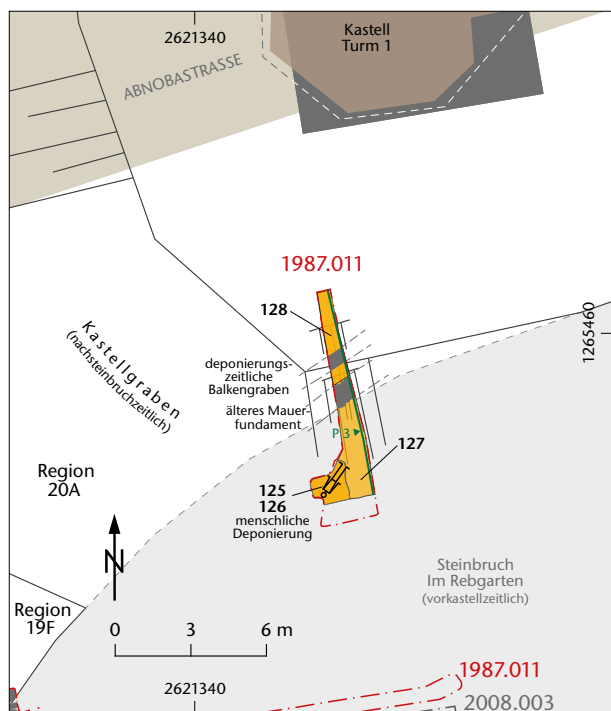 2621340
Kastell
Turm 1
ABNOBASTRASSE
1987.011
128
1265460
Kastellgraben
(nachsteinbruchzeitlich)
deponierungs-
zeitliche
Balkengraben
älteres Mauer-
fundament
P 3
127
Region
20A
125
126
menschliche
Deponierung
N
Steinbruch
Im Rebgarten
(vorkastellzeitlich)
Region
19F
0 3 6 m
1987.011
2621340
2008.003